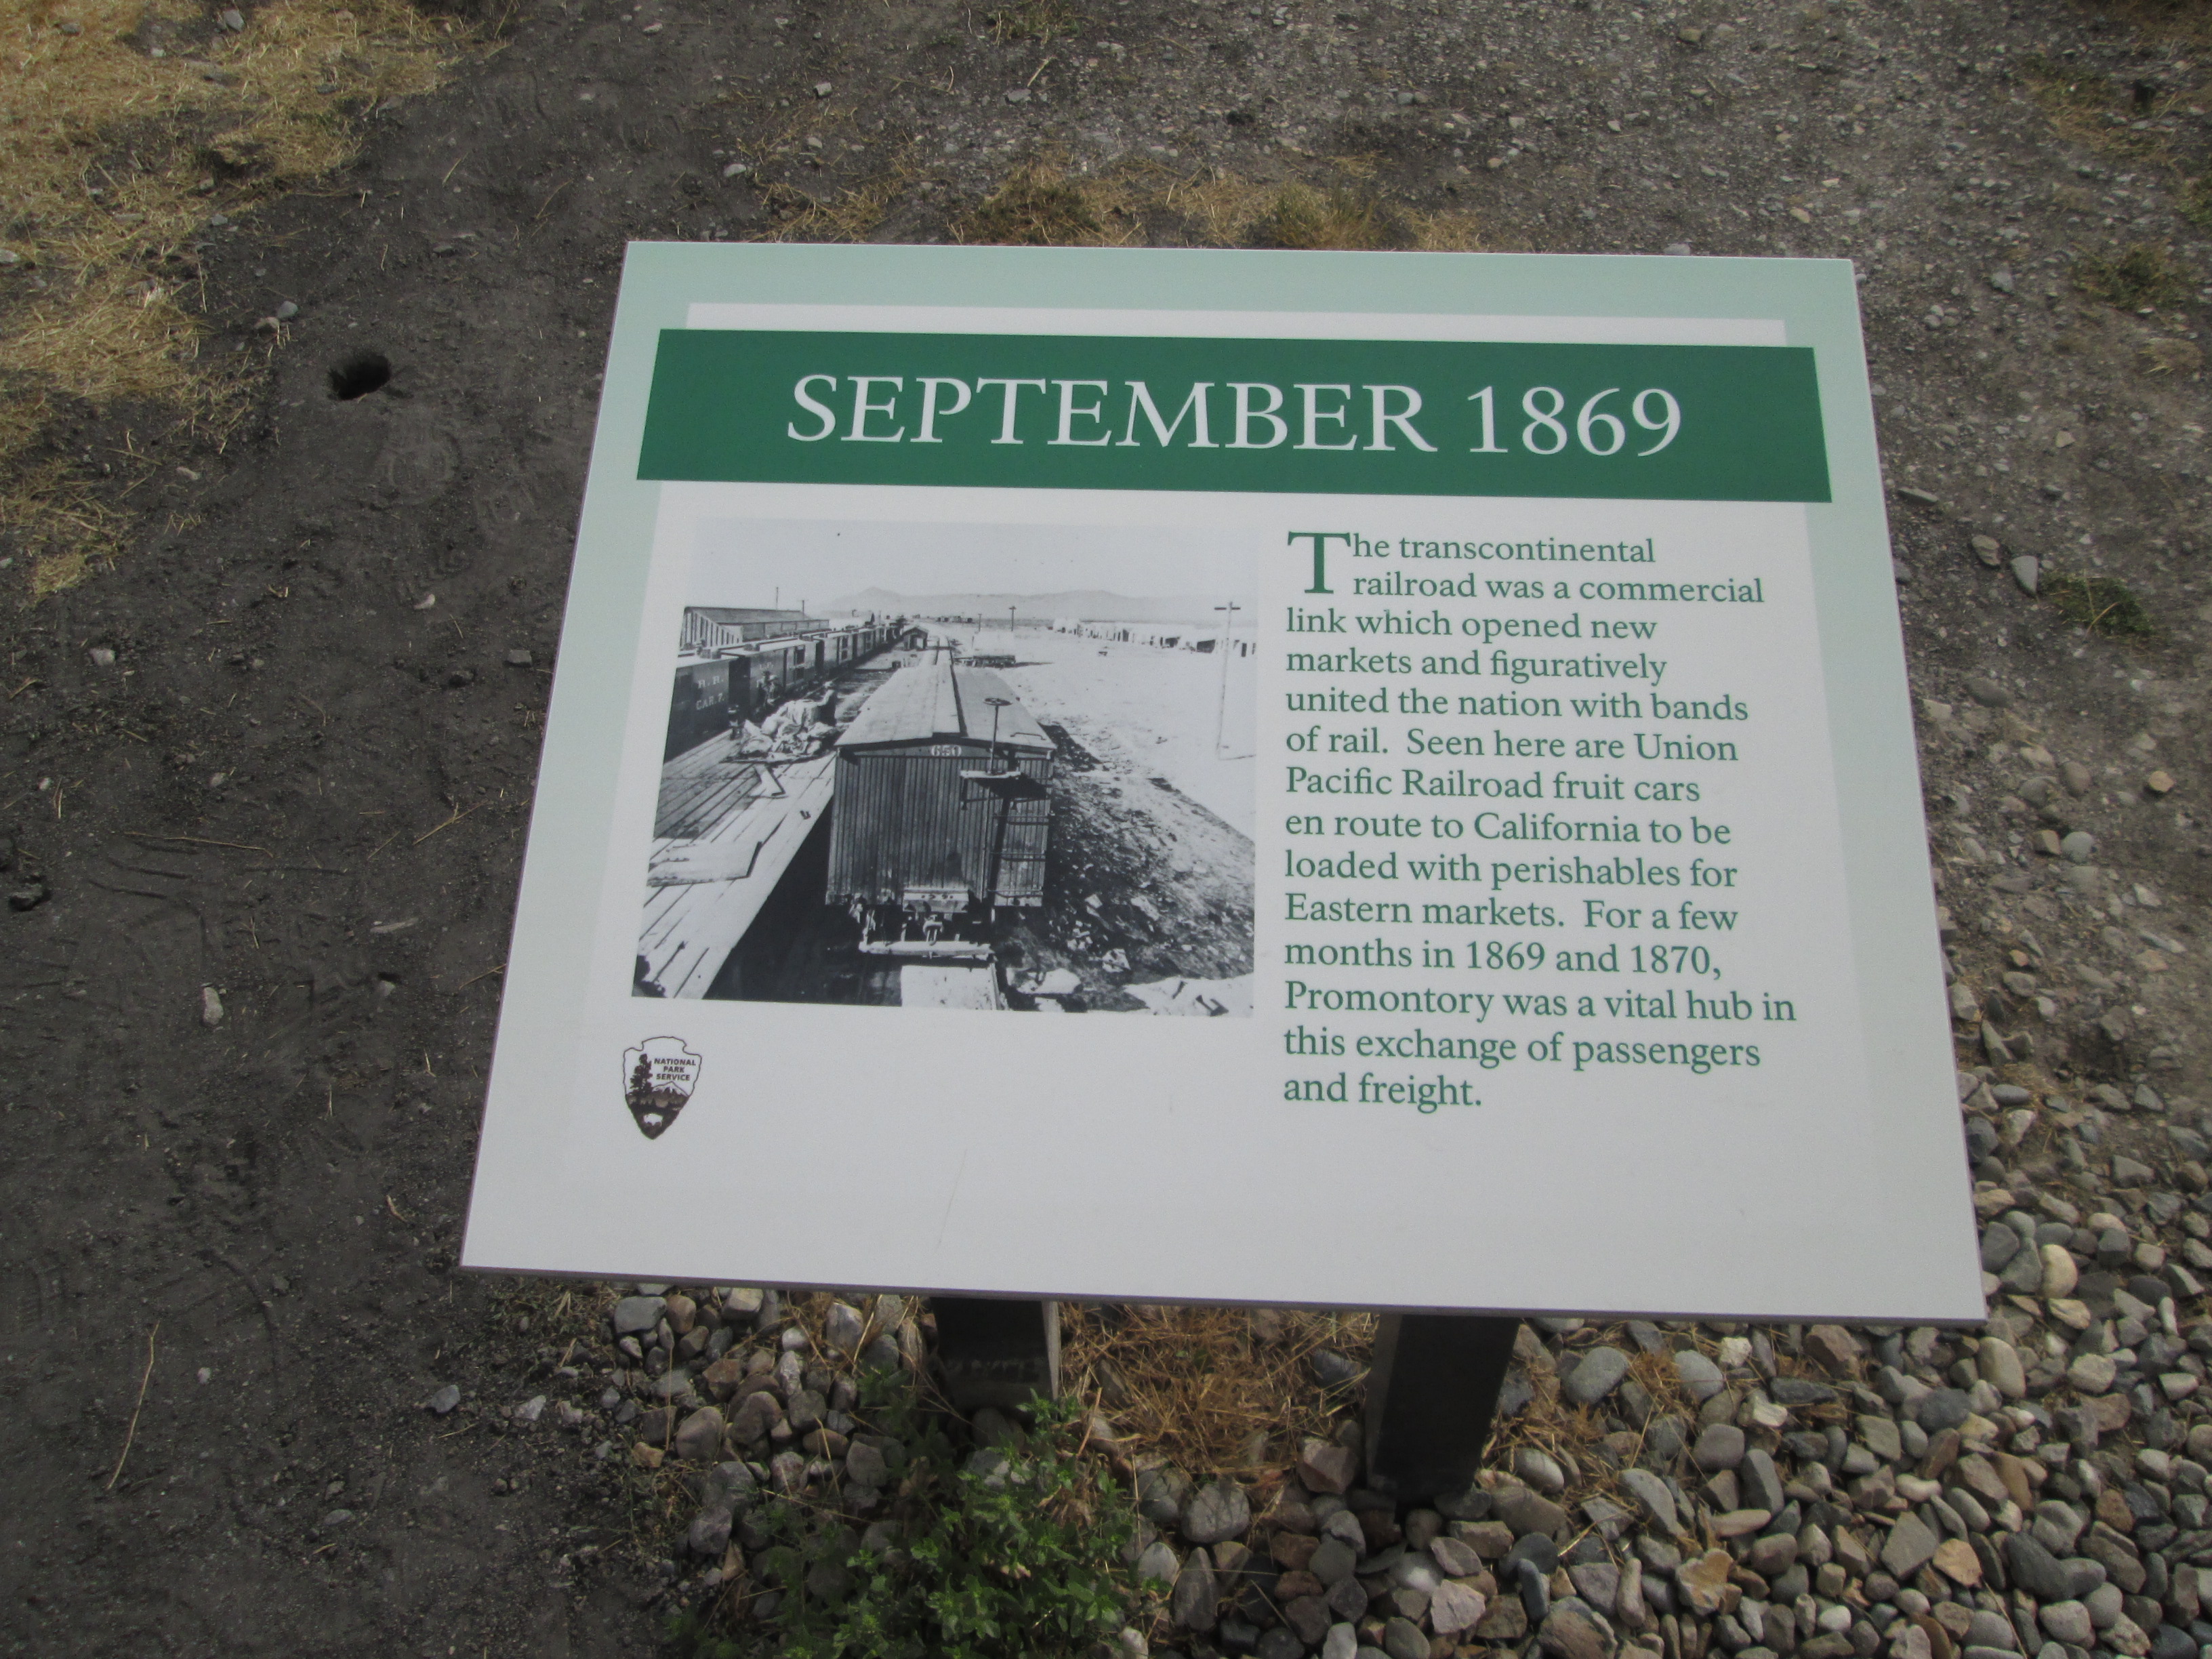 SEPTEMBER 1869
The transcontinental
railroad was a commercial
link which opened new
markets and figuratively
united the nation with bands
of rail. Seen here are Union
Pacific Railroad fruit cars
en route to California to be
loaded with perishables for
Eastern markets. For a few
months in 1869 and 1870,
Promontory was a vital hub in
this exchange of passengers
and freight.
R. R.
CAR 7.
NATIONAL
PARK
SERVICE